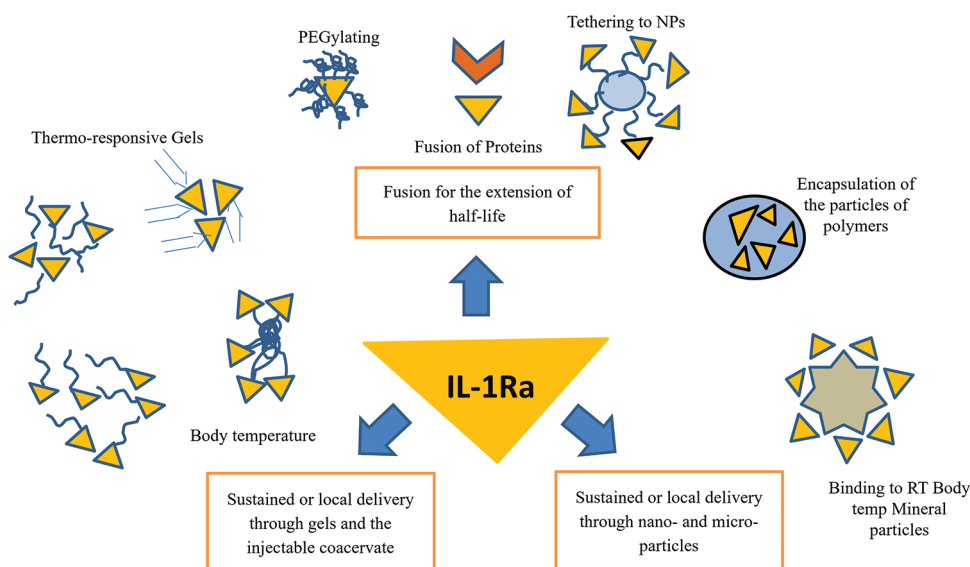 PEGylating
Tethering to NPs
Thermo-responsive Gels
Fusion of Proteins
Fusion for the extension of
half-life
Encapsulation of
the particles of
polymers
IL-1Ra
Body temperature
Binding to RT Body
temp Mineral
particles
Sustained or local delivery
through gels and the
injectable coacervate
Sustained or local delivery
through nano- and micro-
particles